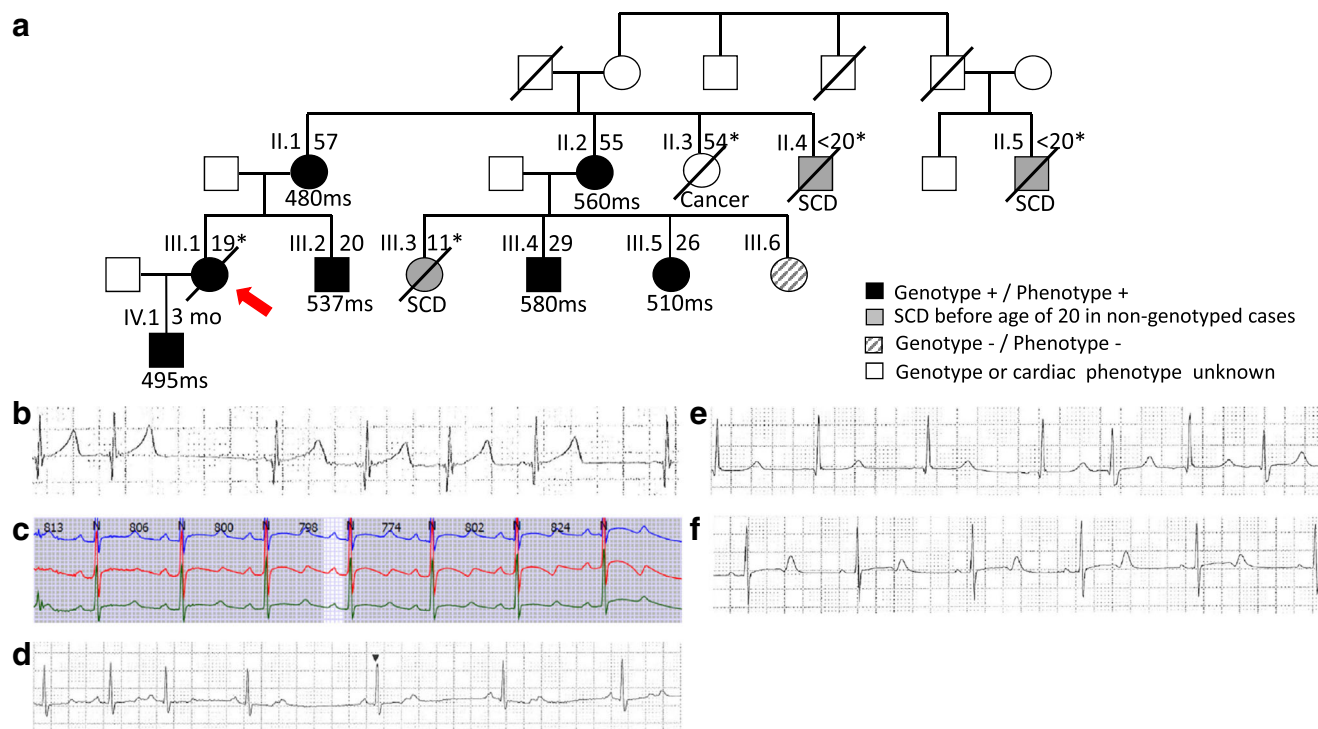 a
II.1 57
II.2 55
II.3 54*
II.4 <20*
II.5 <20*
480ms
560ms
Cancer
SCD
SCD
III.1 19*
III.2 20
III.3 11*
III.4 29
III.5 26
III.6
537ms
SCD
580ms
510ms
IV.1 3 mo
495ms
Genotype + / Phenotype +
SCD before age of 20 in non-genotyped cases
Genotype - / Phenotype -
Genotype or cardiac phenotype unknown
b
e
c
813 N 806 N 800 N 798 N 774 N 802 N 824 N
f
d